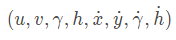 (u, v, γ, h, ẋ, ẏ, γ̇, ḣ)